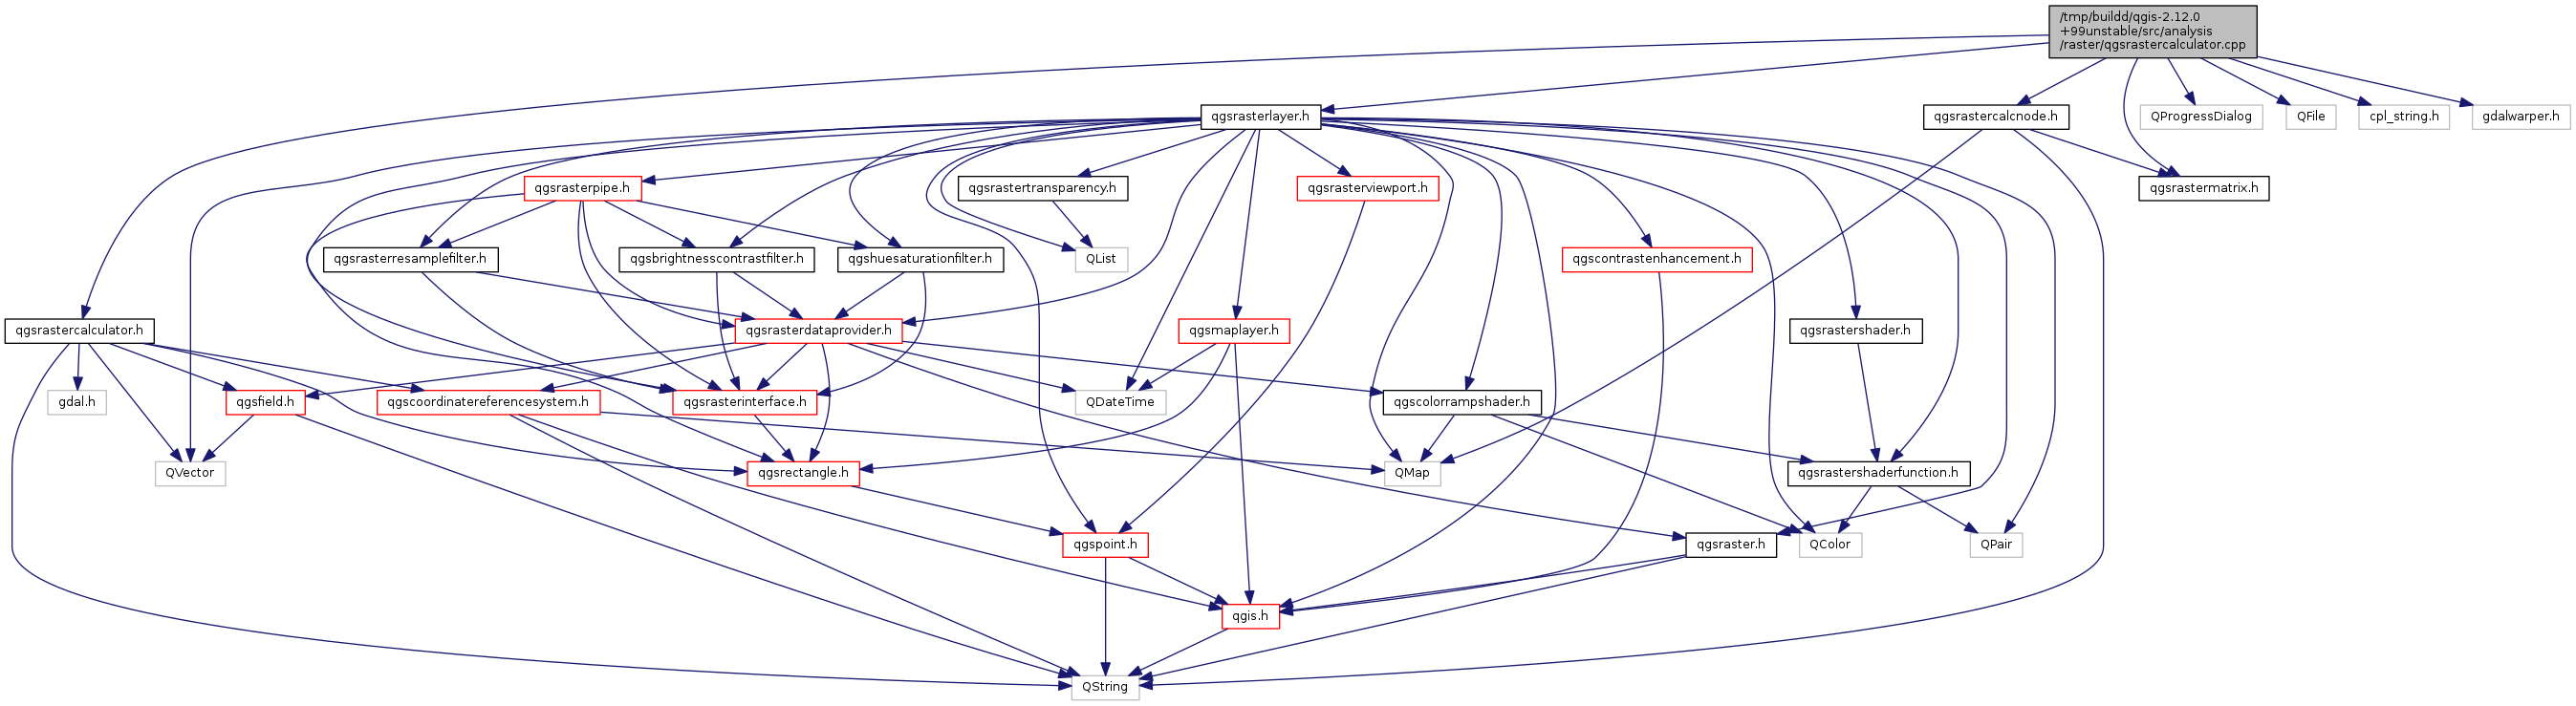 /tmp/buildd/qgis-2.12.0
+99unstable/src/analysis
/raster/qgsrastercalculator.cpp
qgsrasterlayer.h
qgsrastercalcnode.h
QProgressDialog
QFile
cpl_string.h
gdalwarper.h
qgsrasterpipe.h
qgsrastertransparency.h
qgsrasterviewport.h
qgsrastermatrix.h
qgsrasterresamplefilter.h
qgsbrightnesscontrastfilter.h
qgshuesaturationfilter.h
QList
qgscontrastenhancement.h
qgsrastercalculator.h
qgsrasterdataprovider.h
qgsmaplayer.h
qgsrastershader.h
gdal.h
qgsfield.h
qgscoordinatereferencesystem.h
qgsrasterinterface.h
QDateTime
qgscolorrampshader.h
QVector
qgsrectangle.h
QMap
qgsrastershaderfunction.h
qgspoint.h
qgsraster.h
QColor
QPair
qgis.h
QString